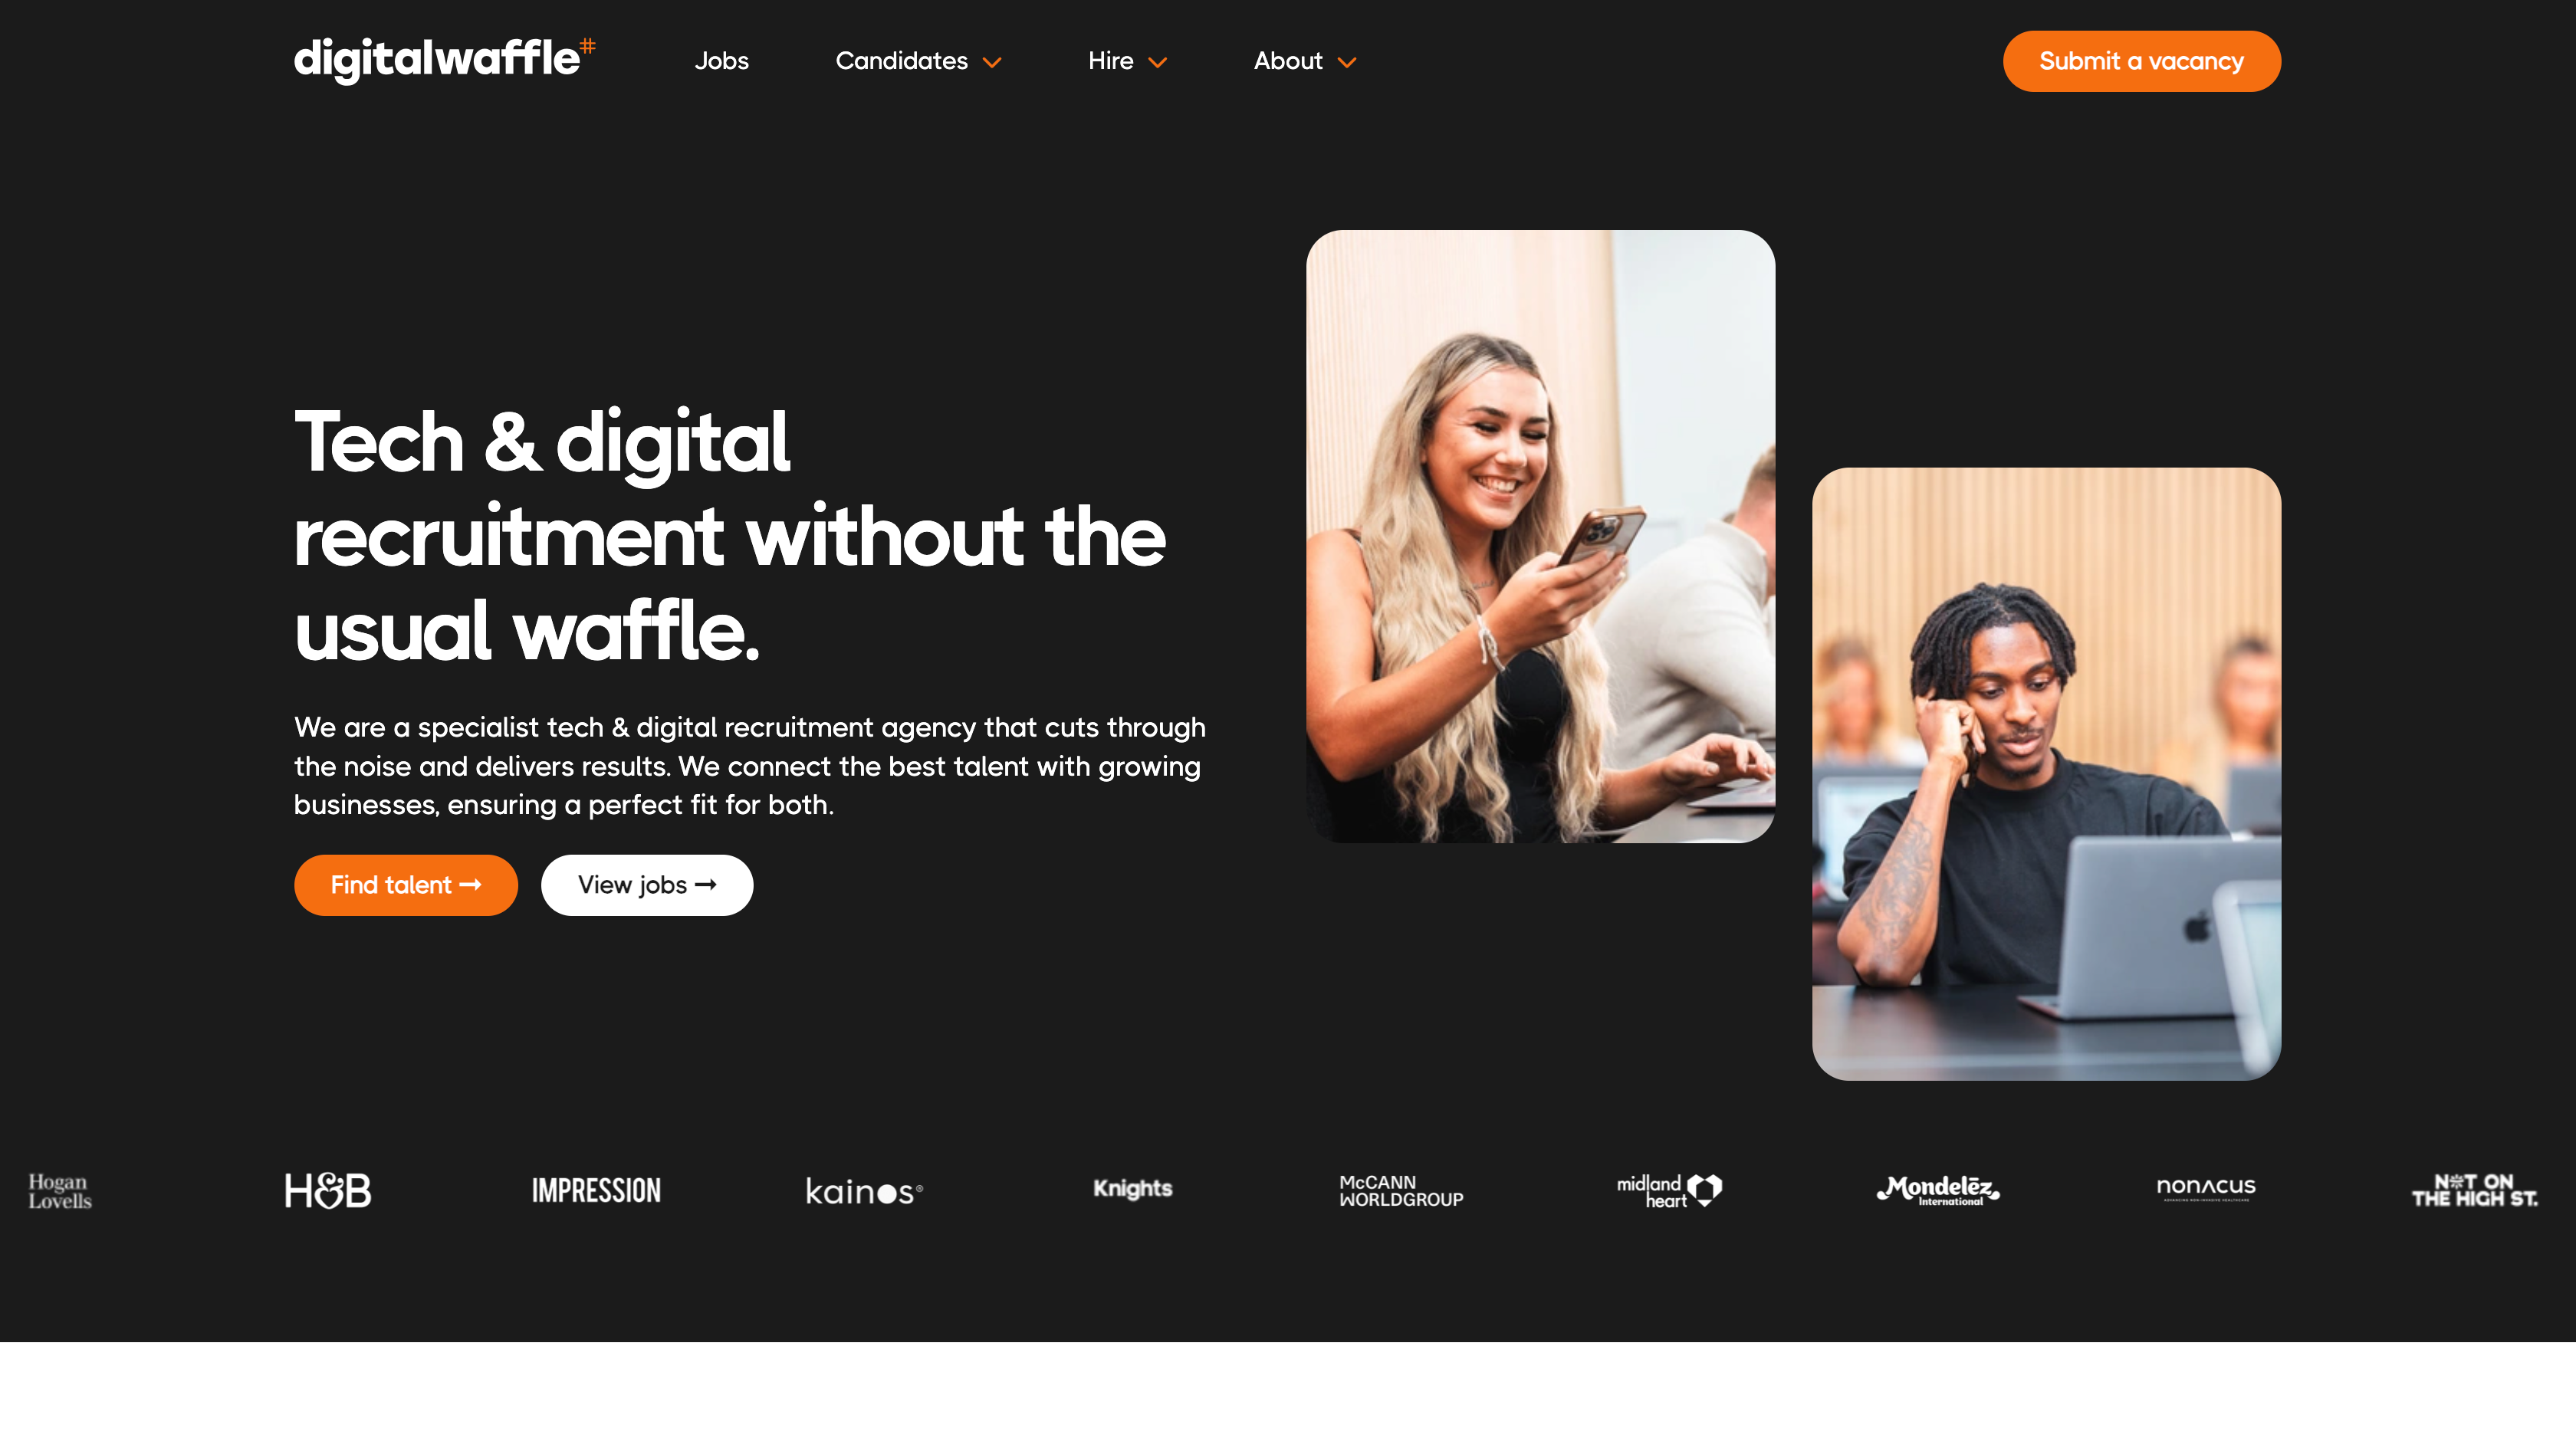 digitalwaffle#
Jobs
Candidates
Hire
About
Submit a vacancy
Tech & digital
recruitment without the
usual waffle.
We are a specialist tech & digital recruitment agency that cuts through
the noise and delivers results. We connect the best talent with growing
businesses, ensuring a perfect fit for both.
Find talent →
View jobs →
Hogan
Lovells
H&B
IMPRESSION
kainos®
Knights
McCANN
WORLDGROUP
midland
heart
Mondelēz
International
nonacus
NOT ON
THE HIGH ST.